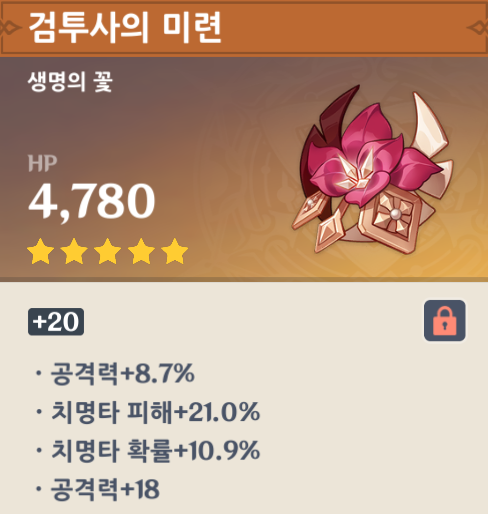 검투사의 미련
생명의 꽃
HP
4,780
+20
· 공격력+8.7%
· 치명타 피해+21.0%
· 치명타 확률+10.9%
· 공격력+18